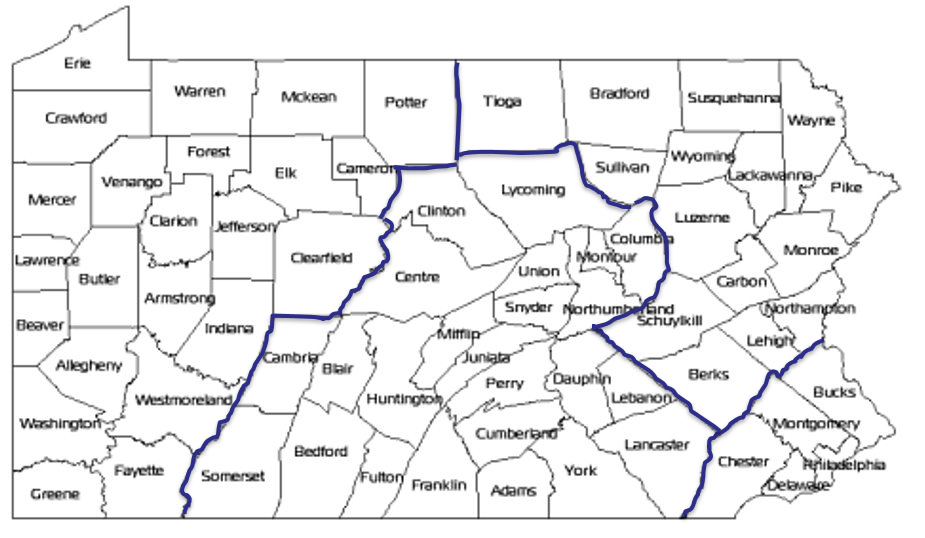 Erie
Warren
Mckean
Potter
Tioga
Bradford
Susquehanna
Wayne
Crawford
Forest
Elk
Cameron
Sullivan
Wyoming
Lackawanna
Pike
Mercer
Venango
Clarion
Jefferson
Clinton
Lycoming
Luzerne
Columbia
Monroe
Lawrence
Butler
Clearfield
Centre
Union
Montour
Carbon
Armstrong
Snyder
Northumberland
Schuylkill
Northampton
Beaver
Indiana
Mifflin
Lehigh
Allegheny
Cambria
Blair
Juniata
Berks
Westmoreland
Huntington
Perry
Dauphin
Lebanon
Bucks
Washington
Cumberland
Montgomery
Lancaster
Bedford
Fayette
Somerset
Fulton
Franklin
York
Chester
Philadelphia
Greene
Adams
Delaware